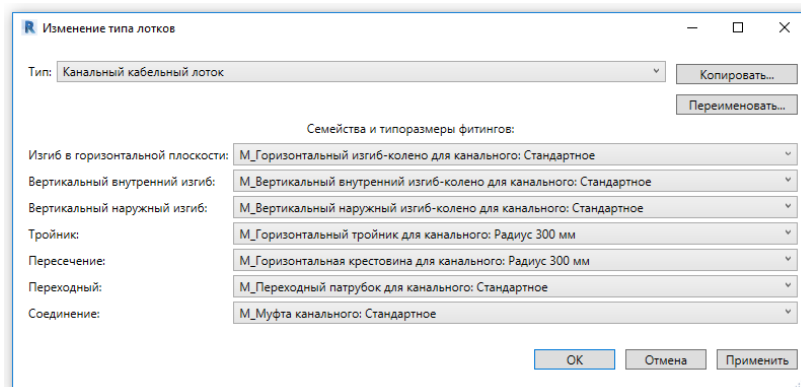 R Изменение типа лотков
Тип: Канальный кабельный лоток
Копировать...
Переименовать...
Семейства и типоразмеры фитингов:
Изгиб в горизонтальной плоскости: М_Горизонтальный изгиб-колено для канального: Стандартное
Вертикальный внутренний изгиб: М_Вертикальный внутренний изгиб-колено для канального: Стандартное
Вертикальный наружный изгиб: М_Вертикальный наружный изгиб-колено для канального: Стандартное
Тройник: М_Горизонтальный тройник для канального: Радиус 300 мм
Пересечение: М_Горизонтальная крестовина для канального: Радиус 300 мм
Переходный: М_Переходный патрубок для канального: Стандартное
Соединение: М_Муфта канального: Стандартное
ОК Отмена Применить